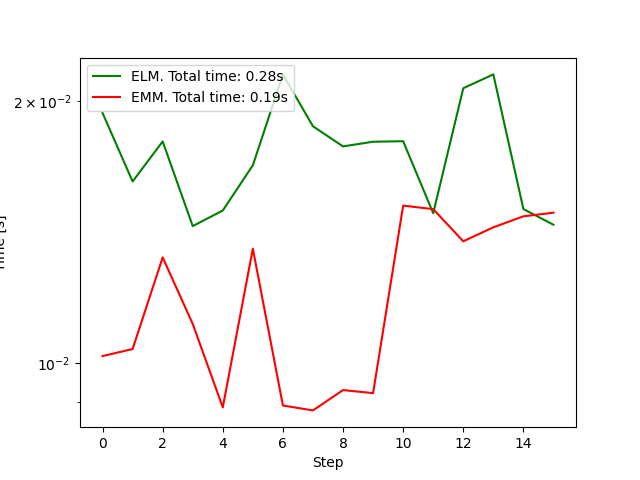 ELM. Total time: 0.28s
EMM. Total time: 0.19s
2 × 10⁻²
10⁻²
Time [s]
0 2 4 6 8 10 12 14
Step